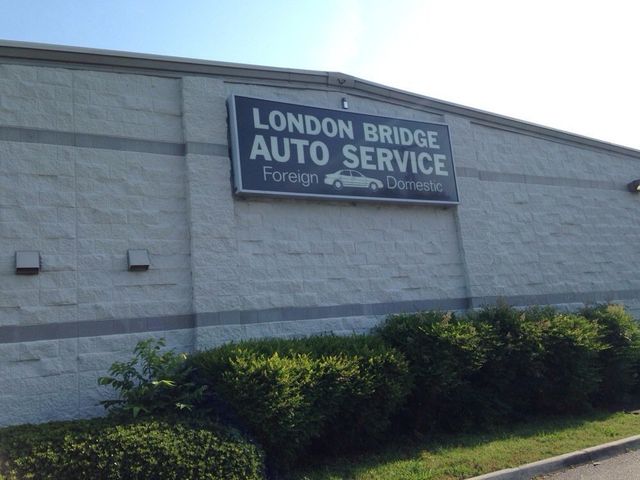 LONDON BRIDGE
AUTO SERVICE
Foreign Domestic